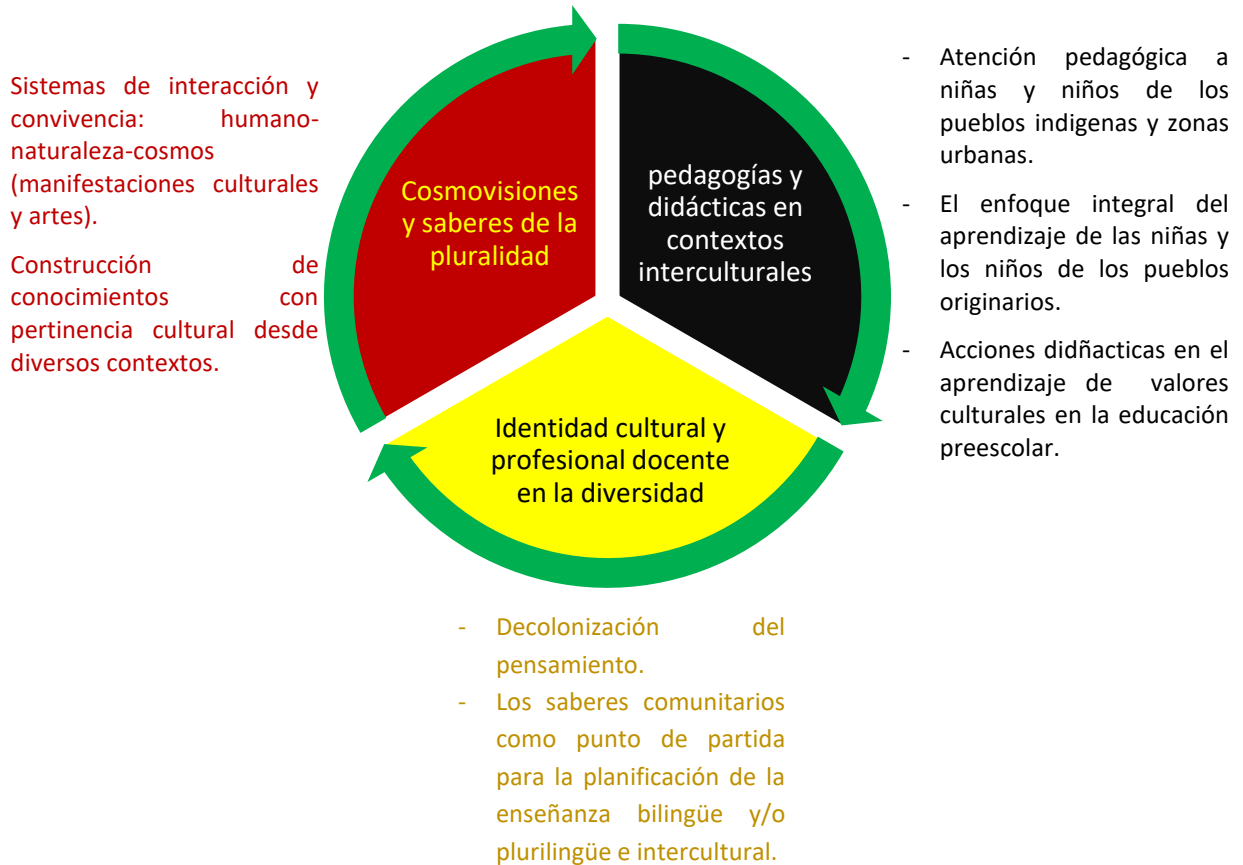 Sistemas de interacción y
convivencia: humano-
naturaleza-cosmos
(manifestaciones culturales
y artes).
Construcción de
conocimientos con
pertinencia cultural desde
diversos contextos.
Cosmovisiones
y saberes de la
pluralidad
pedagogías y
didácticas en
contextos
interculturales
- Atención pedagógica a
niñas y niños de los
pueblos indigenas y zonas
urbanas.
- El enfoque integral del
aprendizaje de las niñas y
los niños de los pueblos
originarios.
- Acciones didñacticas en el
aprendizaje de valores
culturales en la educación
preescolar.
Identidad cultural y
profesional docente
en la diversidad
- Decolonización del
pensamiento.
- Los saberes comunitarios
como punto de partida
para la planificación de la
enseñanza bilingüe y/o
plurilingüe e intercultural.